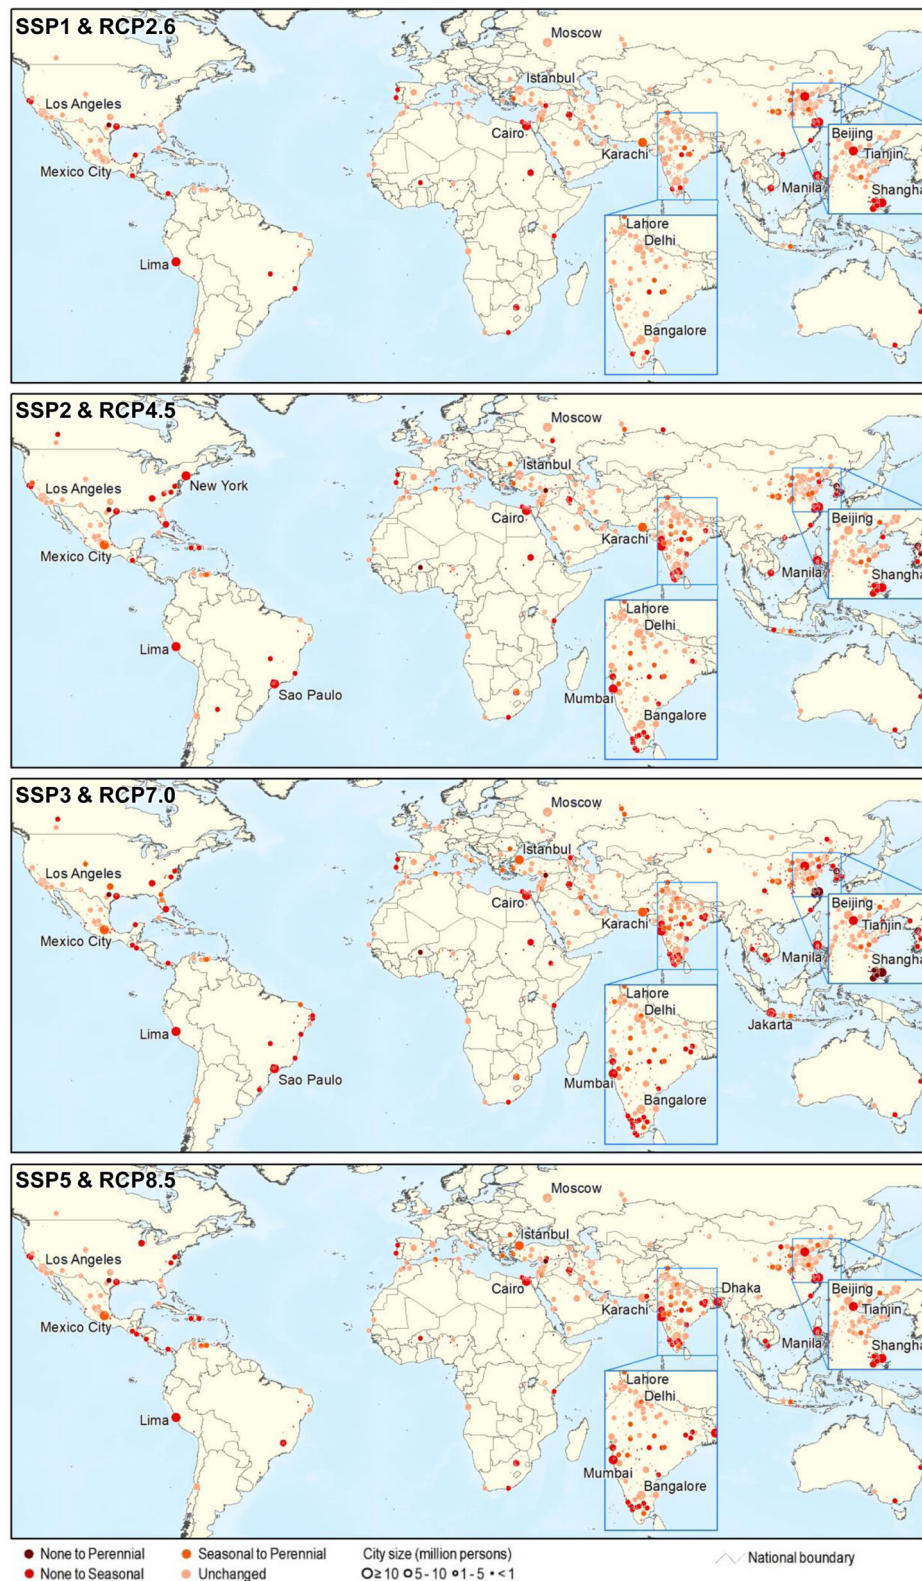 SSP1 & RCP2.6
Moscow
Los Angeles
Istanbul
Cairo
Karachi
Beijing
Tianjin
Mexico City
Manila
Shangha
Lahore
Delhi
Lima
Bangalore
SSP2 & RCP4.5
Moscow
Istanbul
Los Angeles
New York
Cairo
Karachi
Beijing
Mexico City
Manila
Shangha
Lahore
Delhi
Lima
Sao Paulo
Mumbai
Bangalore
SSP3 & RCP7.0
Moscow
Istanbul
Los Angeles
Cairo
Karachi
Beijing
Tianjin
Mexico City
Manila
Shangha
Lahore
Delhi
Jakarta
Lima
Sao Paulo
Mumbai
Bangalore
SSP5 & RCP8.5
Moscow
Istanbul
Los Angeles
Cairo
Karachi
Dhaka
Beijing
Tianjin
Mexico City
Manila
Shangha
Lahore
Delhi
Lima
Mumbai
Bangalore
None to Perennial
Seasonal to Perennial
City size (million persons)
National boundary
None to Seasonal
Unchanged
≥ 10 5 - 10 1 - 5 < 1